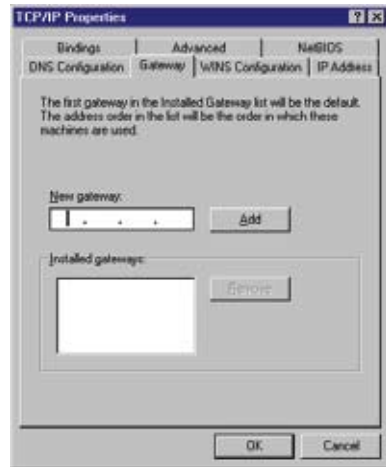 TCP/IP Properties
Bindings Advanced NetBIOS
DNS Configuration Gateway WINS Configuration IP Address
The first gateway in the Installed Gateway list will be the default.
The address order in the list will be the order in which these
machines are used.
New gateway:
. . .
Add
Installed gateways:
Remove
OK Cancel